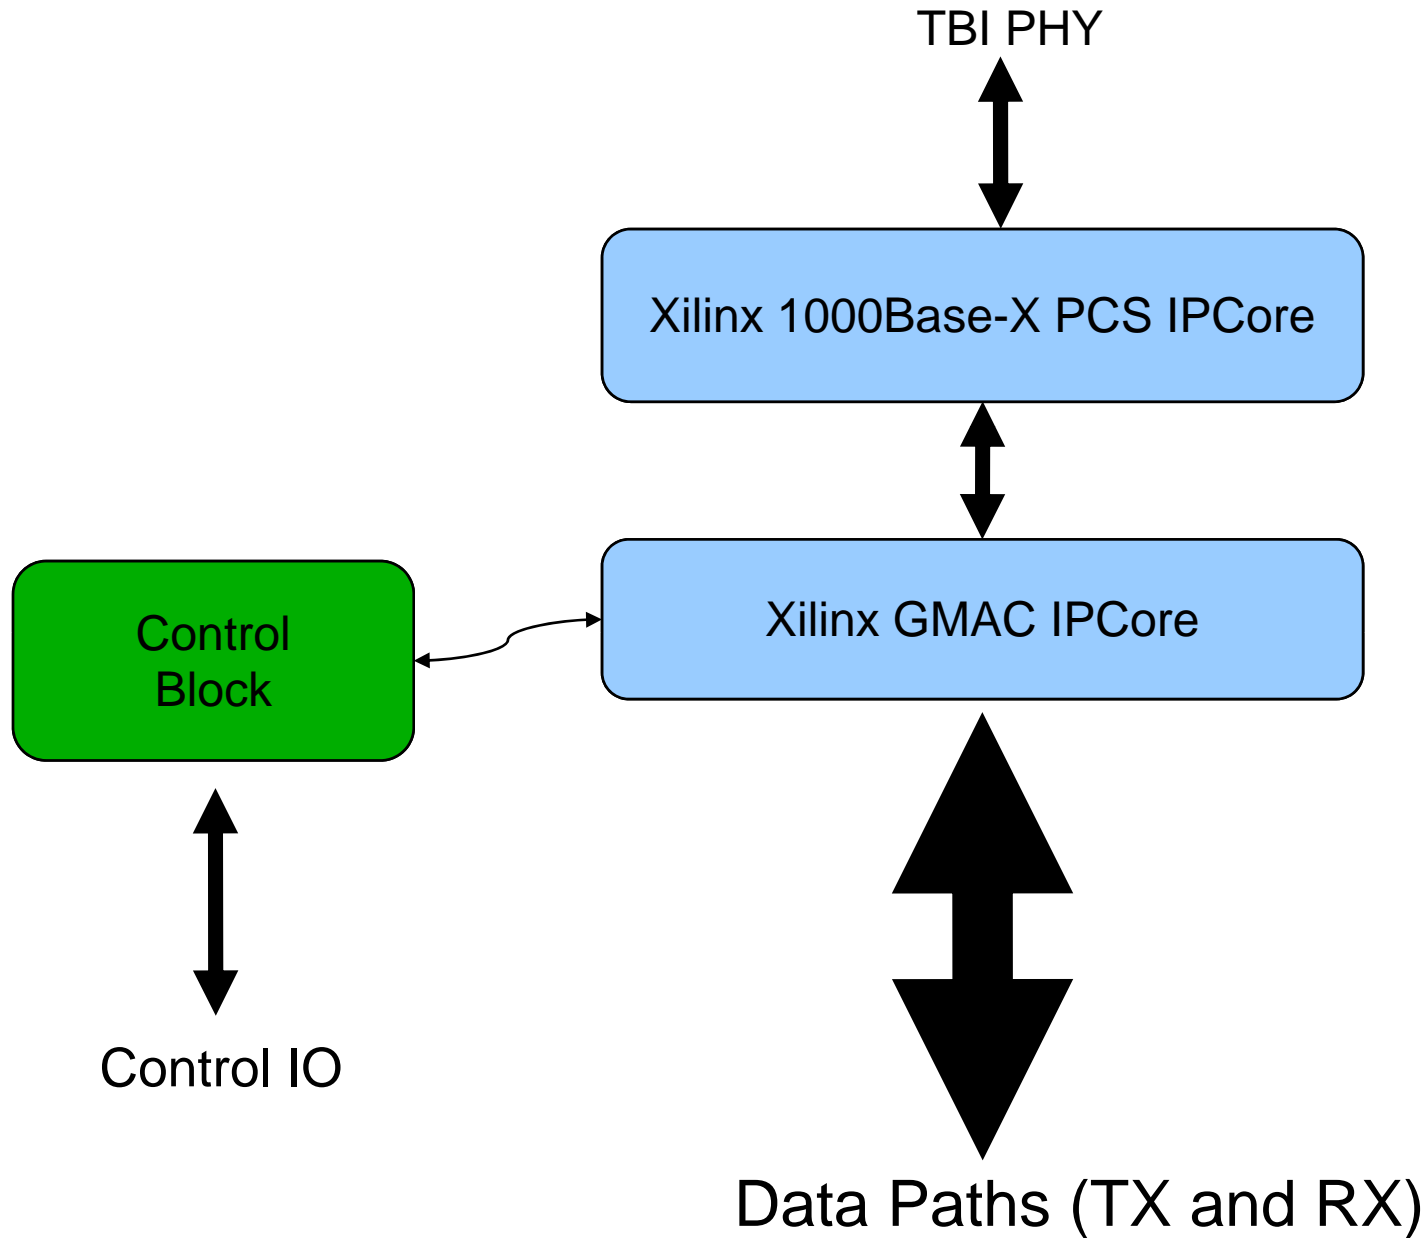 TBI PHY
Xilinx 1000Base-X PCS IPCore
Xilinx GMAC IPCore
Control
Block
Control IO
Data Paths (TX and RX)